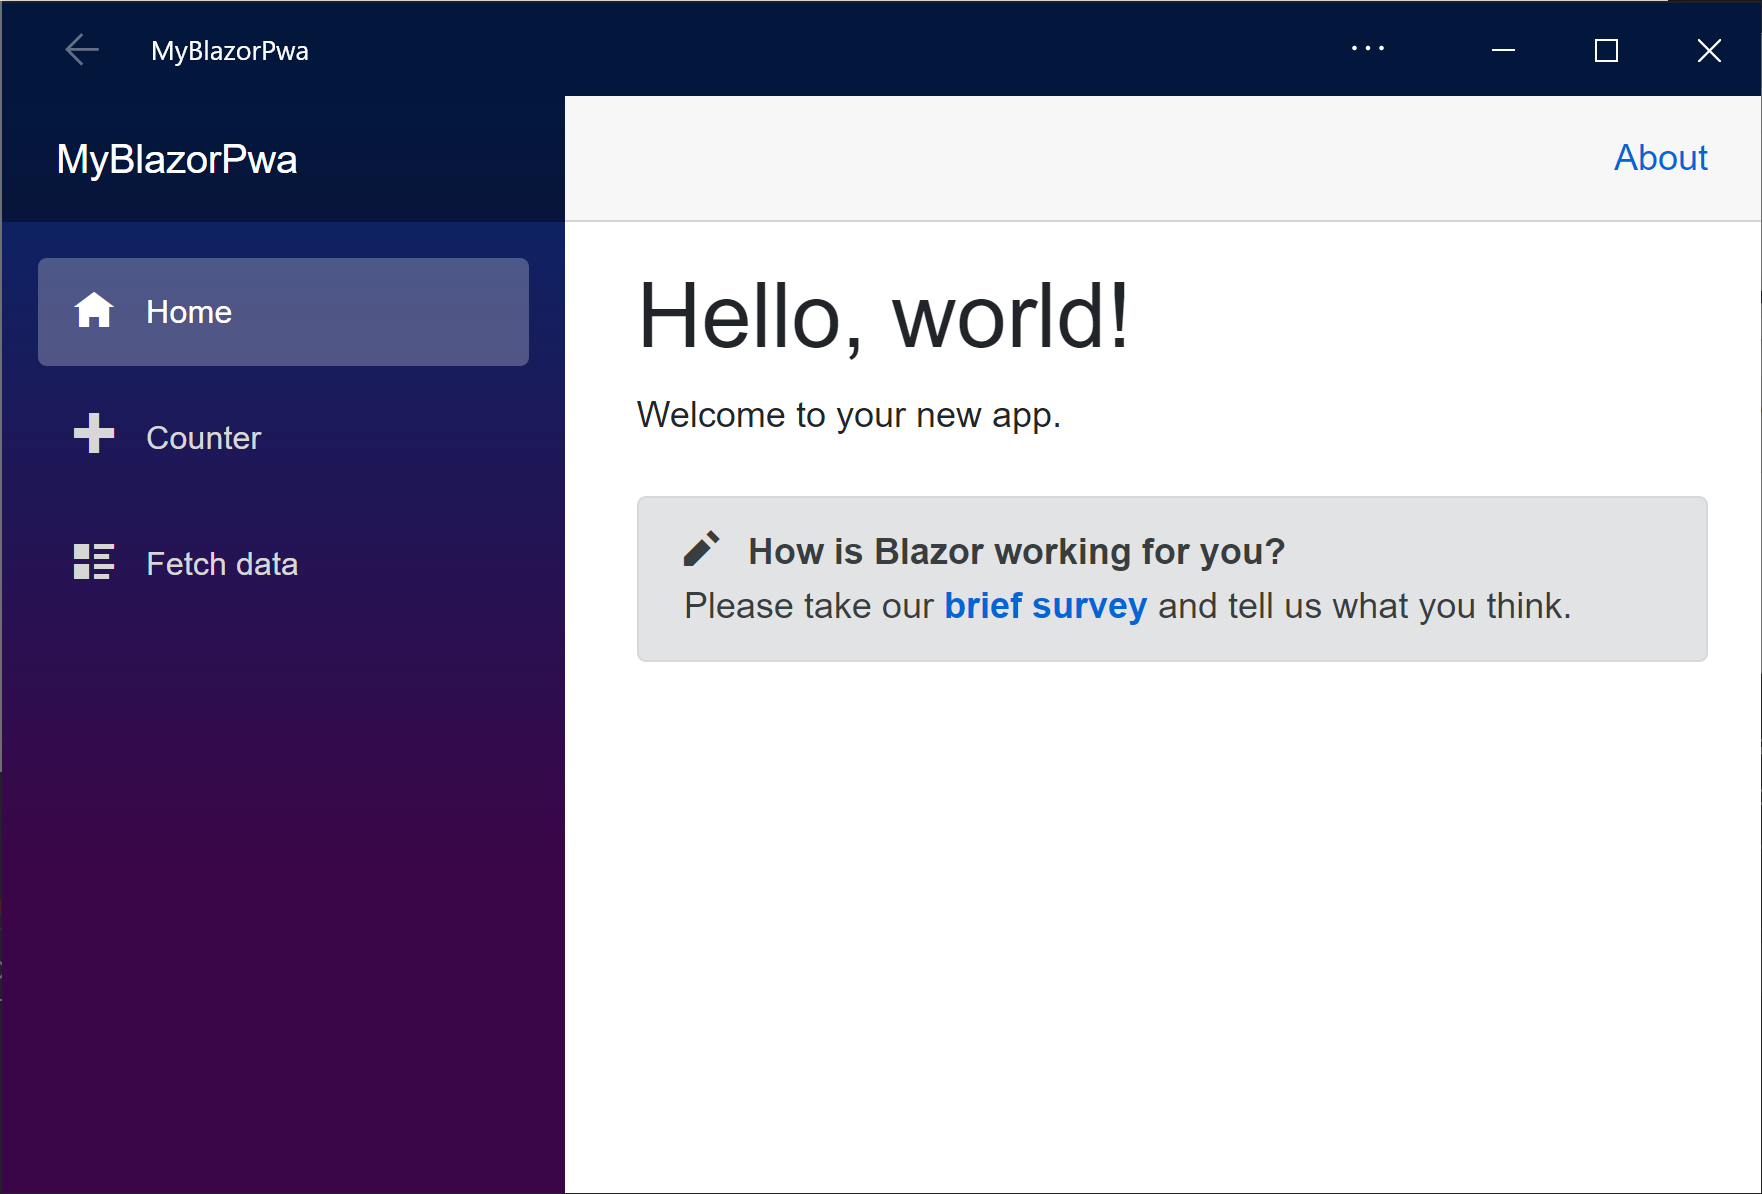 MyBlazorPwa
MyBlazorPwa
About
Home
Counter
Fetch data
Hello, world!
Welcome to your new app.
How is Blazor working for you?
Please take our brief survey and tell us what you think.